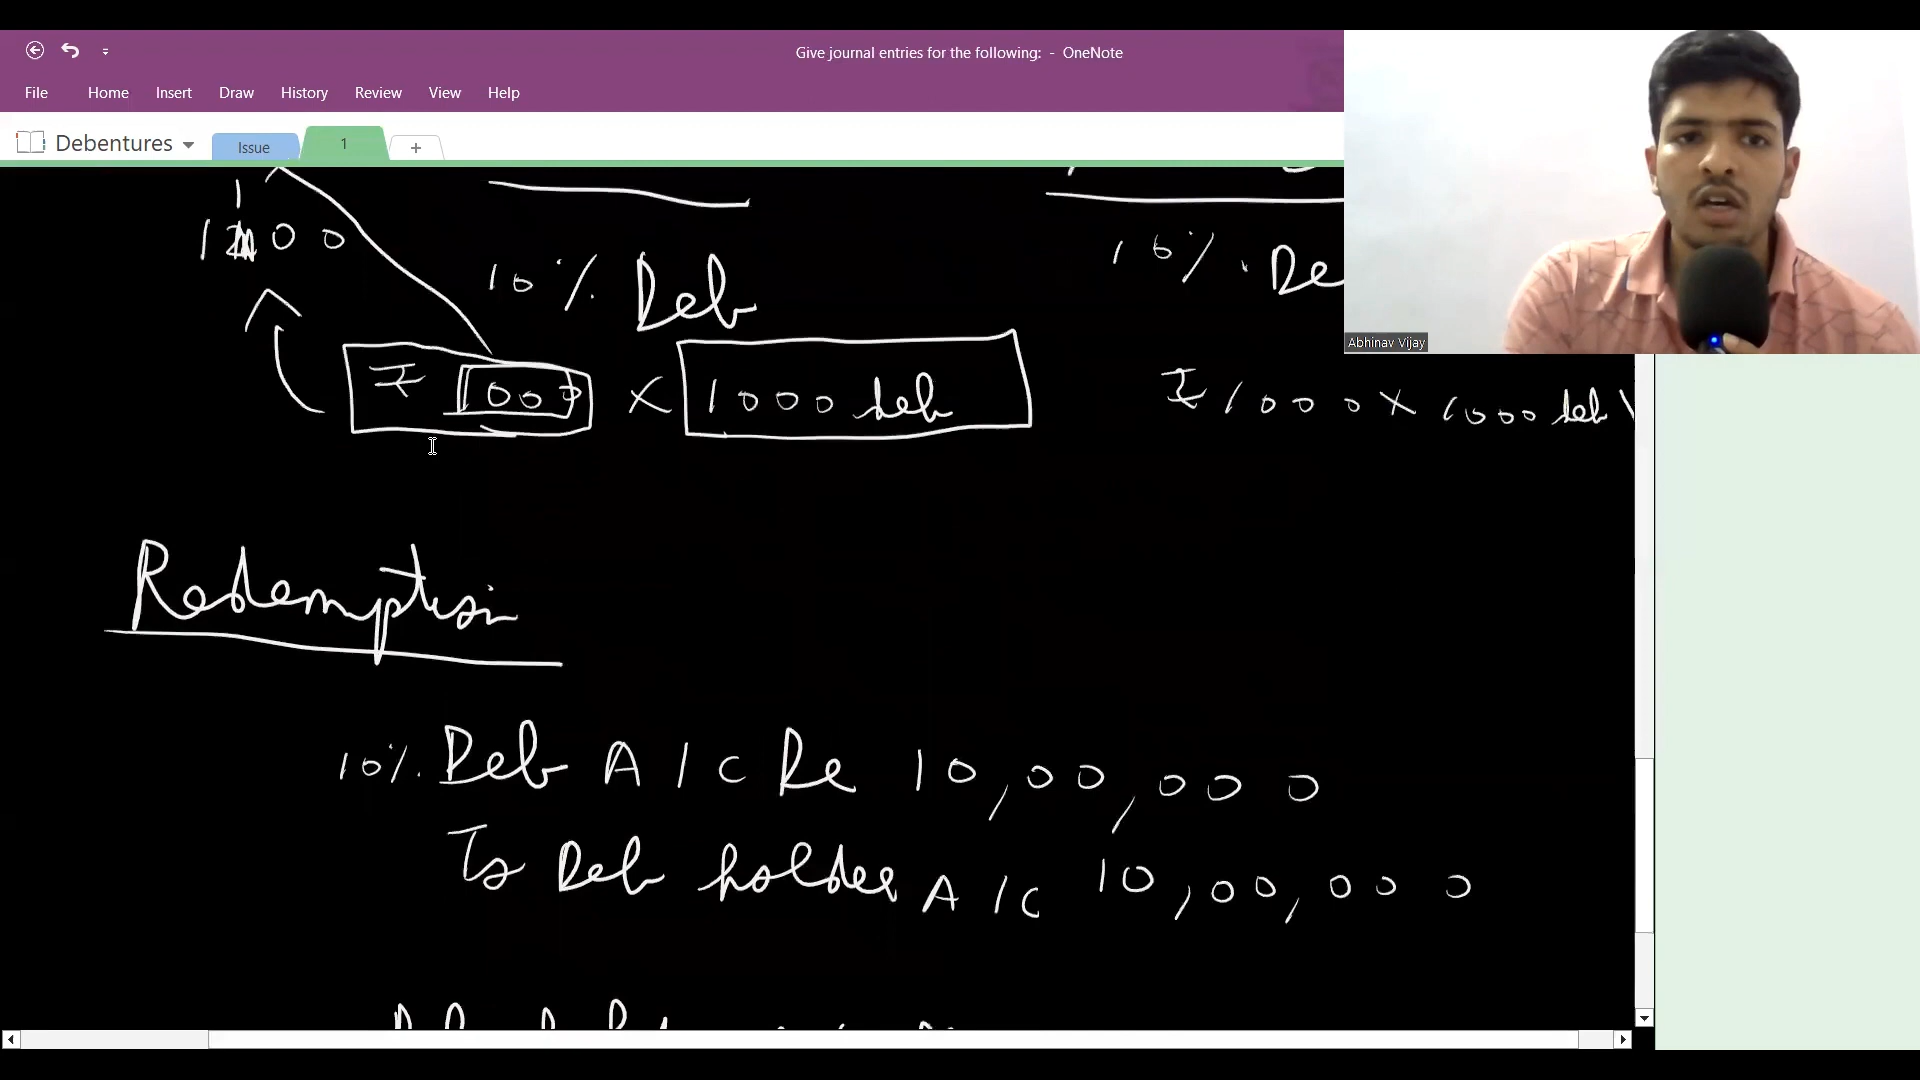 Give journal entries for the following: - OneNote
File Home Insert Draw History Review View Help
Debentures Issue 1 +
Abhinav Vijay
10% Deb
10%. De
₹ 1000 × 1000 deb
₹ 1000 × 1000 deb
Redemption
10%. Deb A/C De 10,00,000
To Deb holder A/C 10,00,000